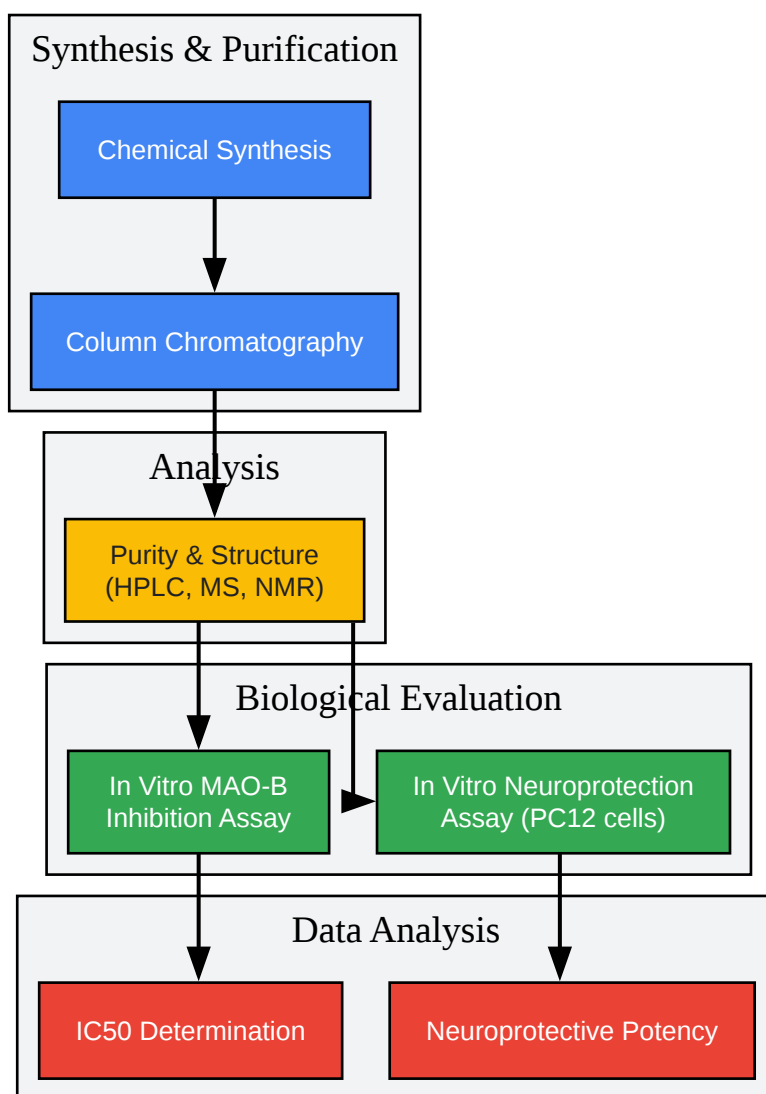 Synthesis & Purification
Chemical Synthesis
Column Chromatography
Analysis
Purity & Structure
(HPLC, MS, NMR)
Biological Evaluation
In Vitro MAO-B
Inhibition Assay
In Vitro Neuroprotection
Assay (PC12 cells)
Data Analysis
IC50 Determination
Neuroprotective Potency